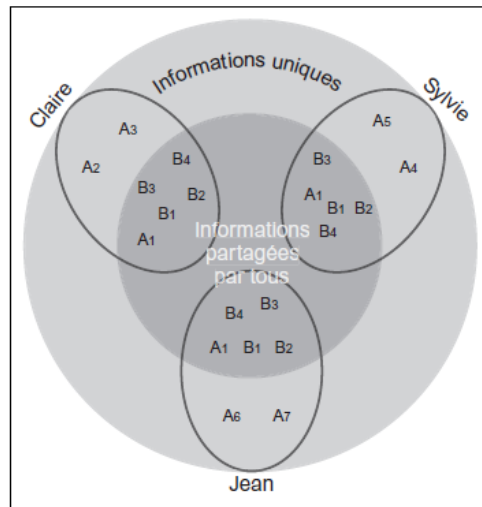 Informations uniques
Claire
Sylvie
A3
A2
B4
B3
B2
B1
A1
A5
A4
B3
A1
B1
B2
B4
Informations
partagées
par tous
B3
B4
A1
B1
B2
A6
A7
Jean